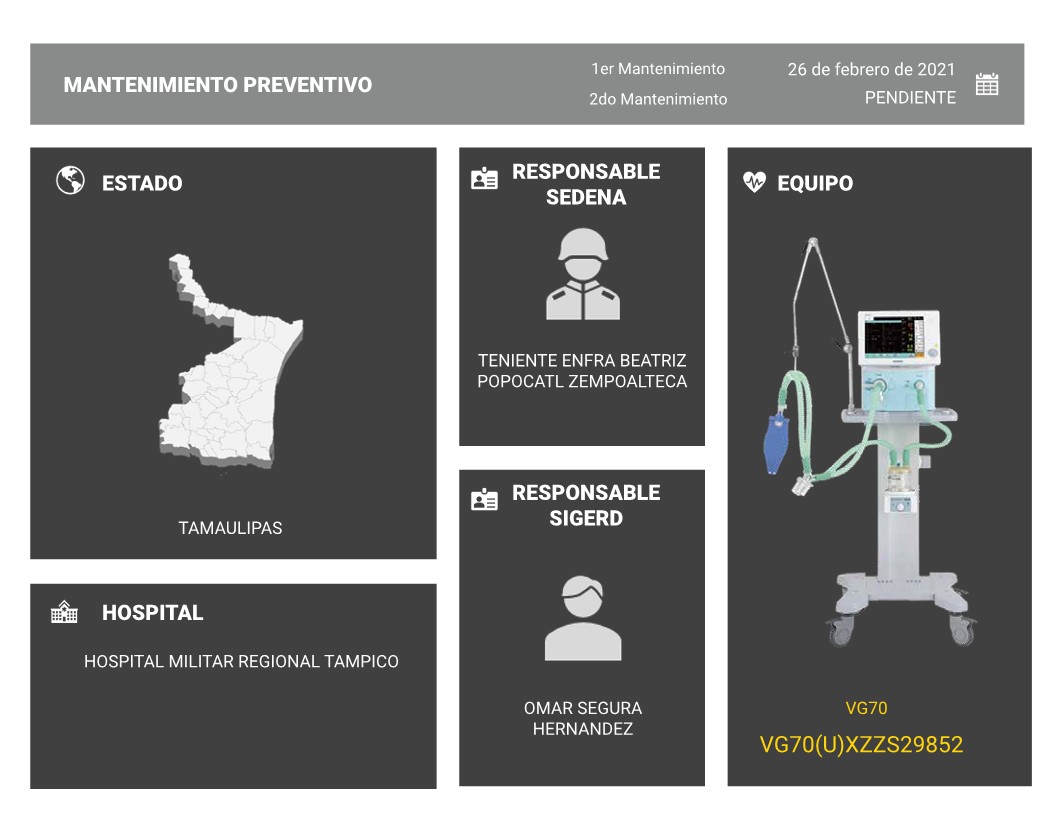 MANTENIMIENTO PREVENTIVO
1er Mantenimiento
26 de febrero de 2021
2do Mantenimiento
PENDIENTE
ESTADO
TAMAULIPAS
HOSPITAL
HOSPITAL MILITAR REGIONAL TAMPICO
RESPONSABLE
SEDENA
TENIENTE ENFRA BEATRIZ
POPOCATL ZEMPOALTECA
RESPONSABLE
SIGERD
OMAR SEGURA
HERNANDEZ
EQUIPO
VG70
VG70(U)XZZS29852